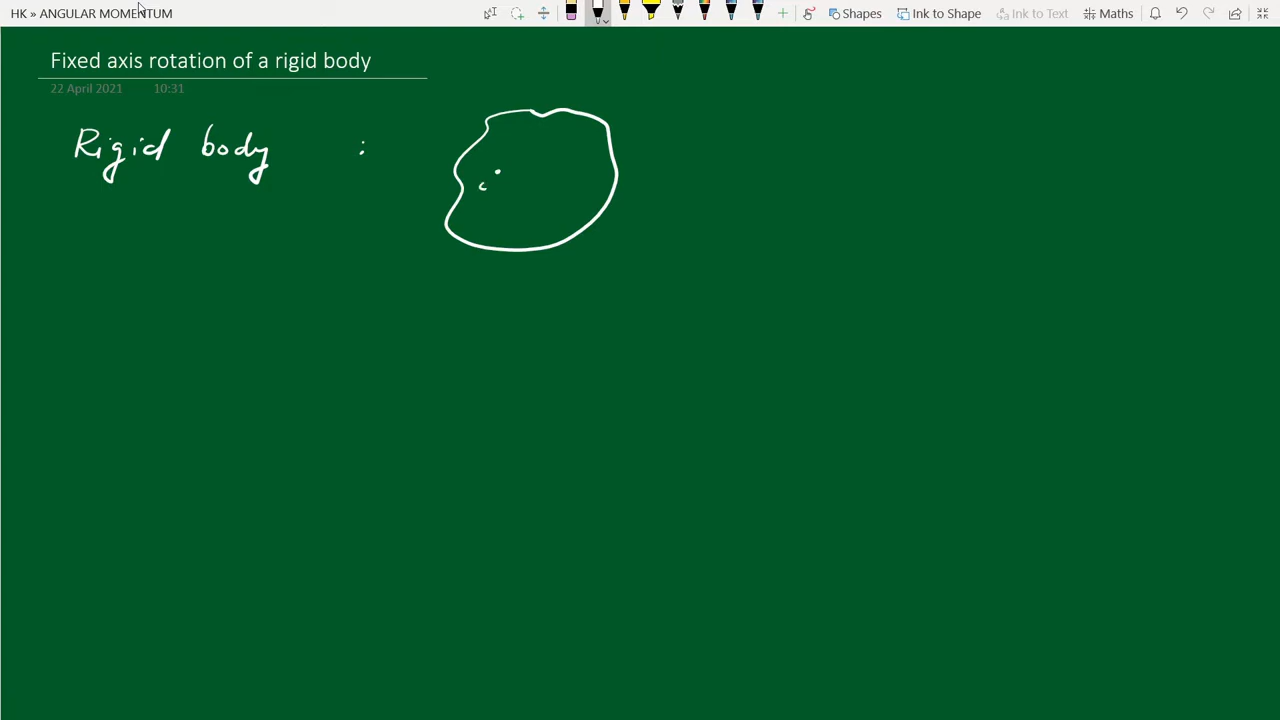 HK » ANGULAR MOMENTUM
Shapes Ink to Shape Ink to Text Maths
Fixed axis rotation of a rigid body
22 April 2021 10:31
Rigid body :